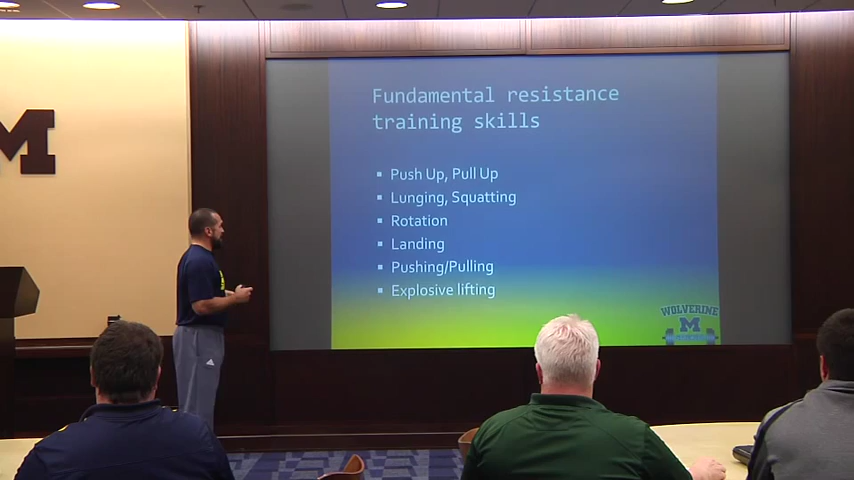 Fundamental resistance
training skills
▪ Push Up, Pull Up
▪ Lunging, Squatting
▪ Rotation
▪ Landing
▪ Pushing/Pulling
▪ Explosive lifting
M
WOLVERINE
M